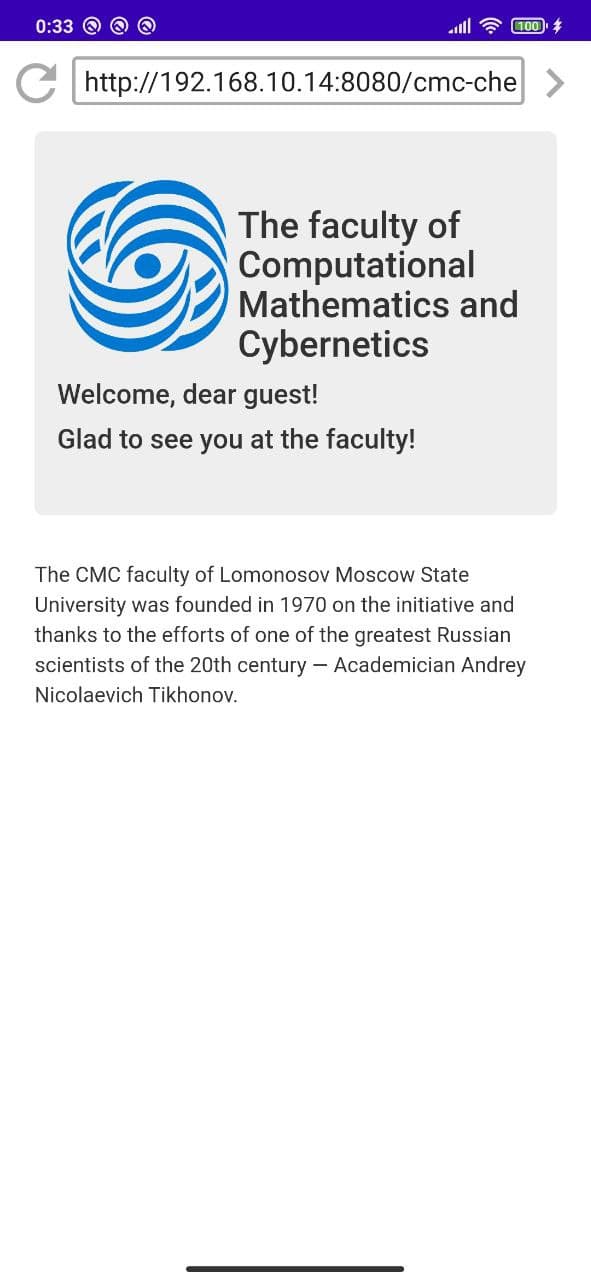 0:33
100
http://192.168.10.14:8080/cmc-che
The faculty of
Computational
Mathematics and
Cybernetics
Welcome, dear guest!
Glad to see you at the faculty!
The CMC faculty of Lomonosov Moscow State
University was founded in 1970 on the initiative and
thanks to the efforts of one of the greatest Russian
scientists of the 20th century — Academician Andrey
Nicolaevich Tikhonov.